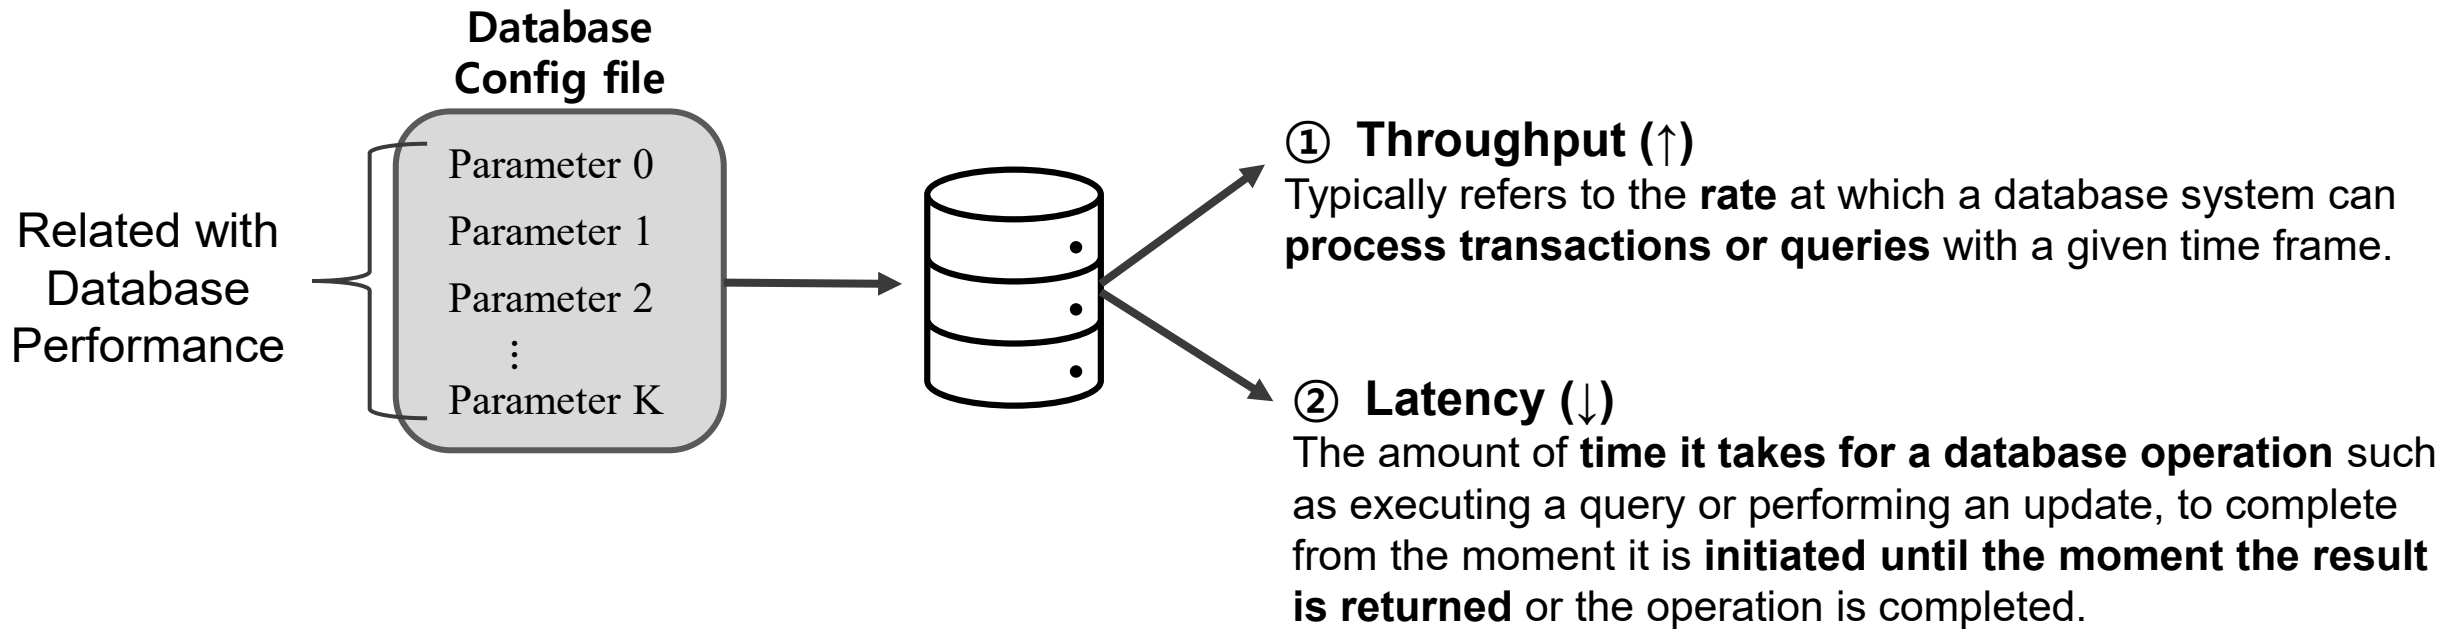 Database
Config file
Related with
Database
Performance
Parameter 0
Parameter 1
Parameter 2
⋮
Parameter K
① Throughput (↑)
Typically refers to the rate at which a database system can
process transactions or queries with a given time frame.
② Latency (↓)
The amount of time it takes for a database operation such
as executing a query or performing an update, to complete
from the moment it is initiated until the moment the result
is returned or the operation is completed.